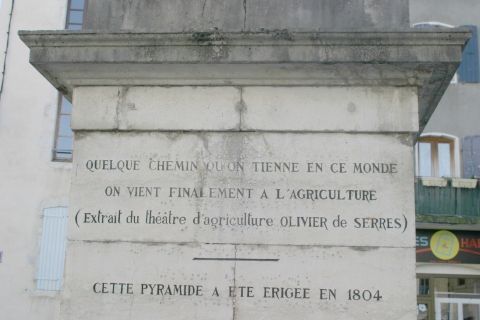 QUELQUE CHEMIN QU'ON TIENNE EN CE MONDE
ON VIENT FINALEMENT A L'AGRICULTURE
(Extrait du théâtre d'agriculture OLIVIER de SERRES)
CETTE PYRAMIDE A ETE ERIGEE EN 1804